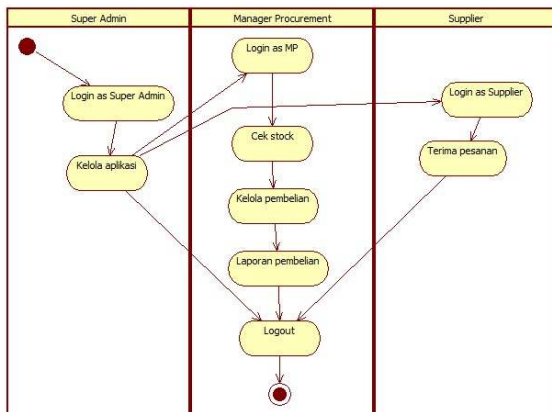 Super Admin
Manager Procurement
Supplier
Login as MP
Login as Super Admin
Login as Supplier
Cek stock
Terima pesanan
Kelola aplikasi
Kelola pembelian
Laporan pembelian
Logout